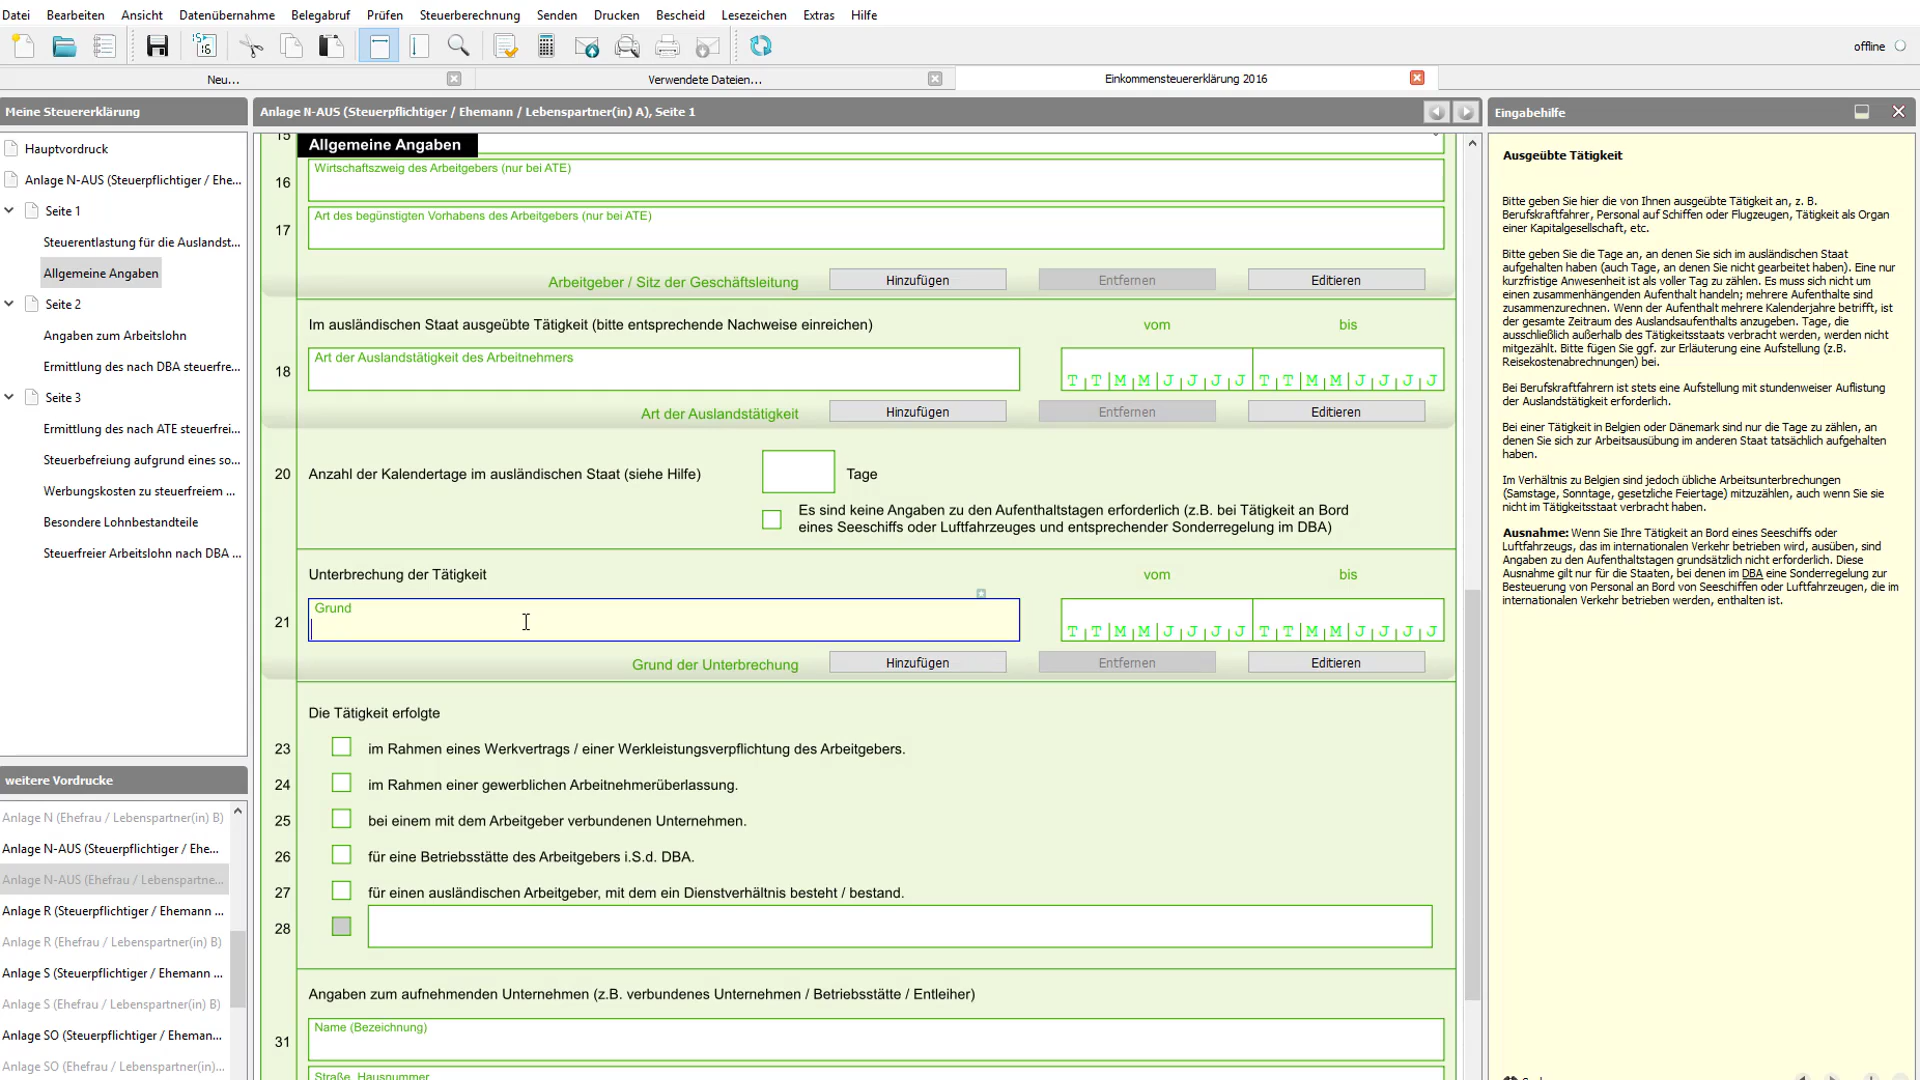 Datei Bearbeiten Ansicht Datenübernahme Belegabruf Prüfen Steuerberechnung Senden Drucken Bescheid Lesezeichen Extras Hilfe
offline
Neu...
Verwendete Dateien...
Einkommensteuererklärung 2016
Meine Steuererklärung
Hauptvordruck
Anlage N-AUS (Steuerpflichtiger / Ehe...
Seite 1
Steuerentlastung für die Auslandst...
Allgemeine Angaben
Seite 2
Angaben zum Arbeitslohn
Ermittlung des nach DBA steuerfre...
Seite 3
Ermittlung des nach ATE steuerfrei...
Steuerbefreiung aufgrund eines so...
Werbungskosten zu steuerfreiem ...
Besondere Lohnbestandteile
Steuerfreier Arbeitslohn nach DBA ...
weitere Vordrucke
Anlage N (Ehefrau / Lebenspartner(in) B)
Anlage N-AUS (Steuerpflichtiger / Ehe...
Anlage N-AUS (Ehefrau / Lebenspartne...
Anlage R (Steuerpflichtiger / Ehemann ...
Anlage R (Ehefrau / Lebenspartner(in) B)
Anlage S (Steuerpflichtiger / Ehemann ...
Anlage S (Ehefrau / Lebenspartner(in) B)
Anlage SO (Steuerpflichtiger / Eheman...
Anlage SO (Ehefrau / Lebenspartner(in)...
Anlage N-AUS (Steuerpflichtiger / Ehemann / Lebenspartner(in) A), Seite 1
15
Allgemeine Angaben
16 Wirtschaftszweig des Arbeitgebers (nur bei ATE)
17 Art des begünstigten Vorhabens des Arbeitgebers (nur bei ATE)
Arbeitgeber / Sitz der Geschäftsleitung Hinzufügen Entfernen Editieren
Im ausländischen Staat ausgeübte Tätigkeit (bitte entsprechende Nachweise einreichen) vom bis
18 Art der Auslandstätigkeit des Arbeitnehmers T T M M J J J J T T M M J J J J
Art der Auslandstätigkeit Hinzufügen Entfernen Editieren
20 Anzahl der Kalendertage im ausländischen Staat (siehe Hilfe) Tage
Es sind keine Angaben zu den Aufenthaltstagen erforderlich (z.B. bei Tätigkeit an Bord
eines Seeschiffs oder Luftfahrzeuges und entsprechender Sonderregelung im DBA)
Unterbrechung der Tätigkeit vom bis
21 Grund T T M M J J J J T T M M J J J J
Grund der Unterbrechung Hinzufügen Entfernen Editieren
Die Tätigkeit erfolgte
23 im Rahmen eines Werkvertrags / einer Werkleistungsverpflichtung des Arbeitgebers.
24 im Rahmen einer gewerblichen Arbeitnehmerüberlassung.
25 bei einem mit dem Arbeitgeber verbundenen Unternehmen.
26 für eine Betriebsstätte des Arbeitgebers i.S.d. DBA.
27 für einen ausländischen Arbeitgeber, mit dem ein Dienstverhältnis besteht / bestand.
28
Angaben zum aufnehmenden Unternehmen (z.B. verbundenes Unternehmen / Betriebsstätte / Entleiher)
31 Name (Bezeichnung)
Straße, Hausnummer
Eingabehilfe
Ausgeübte Tätigkeit
Bitte geben Sie hier die von Ihnen ausgeübte Tätigkeit an, z. B.
Berufskraftfahrer, Personal auf Schiffen oder Flugzeugen, Tätigkeit als Organ
einer Kapitalgesellschaft, etc.
Bitte geben Sie die Tage an, an denen Sie sich im ausländischen Staat
aufgehalten haben (auch Tage, an denen Sie nicht gearbeitet haben). Eine nur
kurzfristige Anwesenheit ist als voller Tag zu zählen. Es muss sich nicht um
einen zusammenhängenden Aufenthalt handeln; mehrere Aufenthalte sind
zusammenzurechnen. Wenn der Aufenthalt mehrere Kalenderjahre betrifft, ist
der gesamte Zeitraum des Auslandsaufenthalts anzugeben. Tage, die
ausschließlich außerhalb des Tätigkeitsstaats verbracht werden, werden nicht
mitgezählt. Bitte fügen Sie ggf. zur Erläuterung eine Aufstellung (z.B.
Reisekostenabrechnungen) bei.
Bei Berufskraftfahrern ist stets eine Aufstellung mit stundenweiser Auflistung
der Auslandstätigkeit erforderlich.
Bei einer Tätigkeit in Belgien oder Dänemark sind nur die Tage zu zählen, an
denen Sie sich zur Arbeitsausübung im anderen Staat tatsächlich aufgehalten
haben.
Im Verhältnis zu Belgien sind jedoch übliche Arbeitsunterbrechungen
(Samstage, Sonntage, gesetzliche Feiertage) mitzuzählen, auch wenn Sie sie
nicht im Tätigkeitsstaat verbracht haben.
Ausnahme: Wenn Sie Ihre Tätigkeit an Bord eines Seeschiffs oder
Luftfahrzeugs, das im internationalen Verkehr betrieben wird, ausüben, sind
Angaben zu den Aufenthaltstagen grundsätzlich nicht erforderlich. Diese
Ausnahme gilt nur für die Staaten, bei denen im DBA eine Sonderregelung zur
Besteuerung von Personal an Bord von Seeschiffen oder Luftfahrzeugen, die im
internationalen Verkehr betrieben werden, enthalten ist.